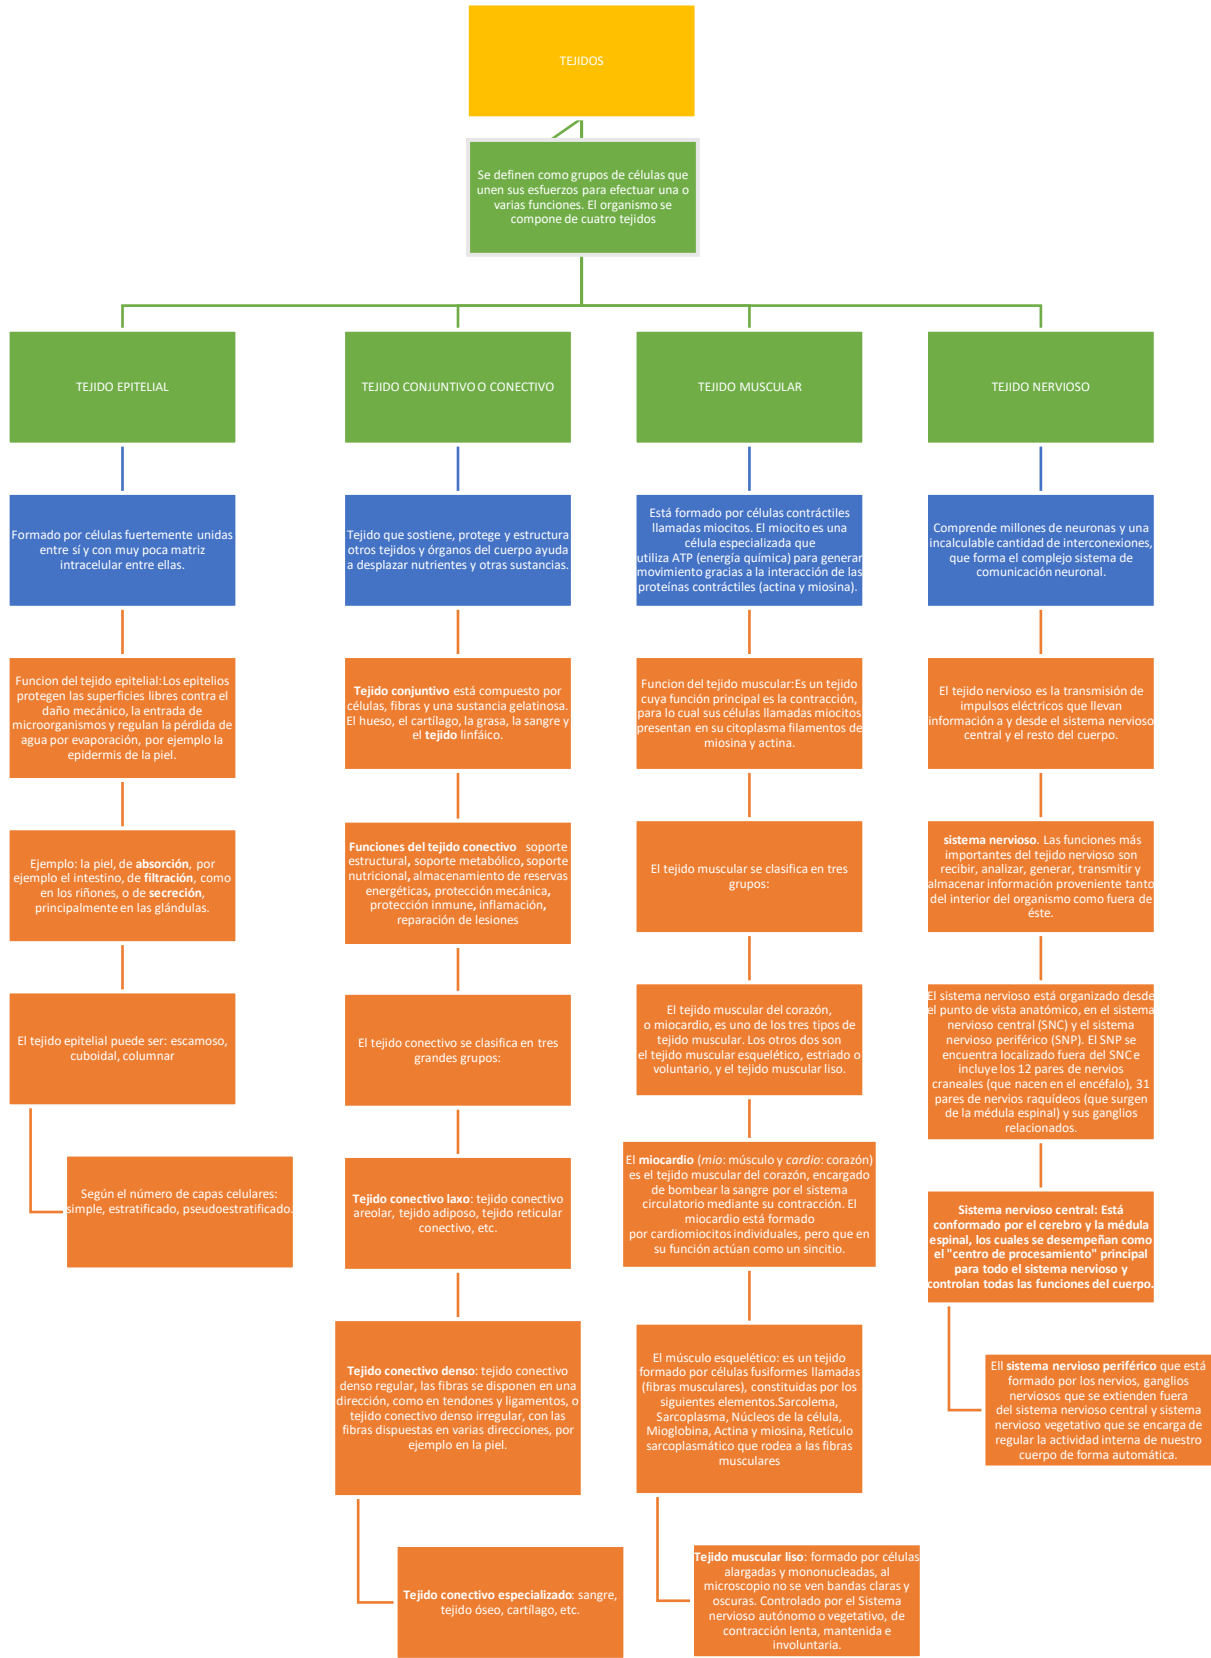 TEJIDOS
Se definen como grupos de células que
unen sus esfuerzos para efectuar una o
varias funciones. El organismo se
compone de cuatro tejidos
TEJIDO EPITELIAL
Formado por células fuertemente unidas
entre sí y con muy poca matriz
intracelular entre ellas.
Funcion del tejido epitelial:Los epitelios
protegen las superficies libres contra el
daño mecánico, la entrada de
microorganismos y regulan la pérdida de
agua por evaporación, por ejemplo la
epidermis de la piel.
Ejemplo: la piel, de absorción, por
ejemplo el intestino, de filtración, como
en los riñones, o de secreción,
principalmente en las glándulas.
El tejido epitelial puede ser: escamoso,
cuboidal, columnar
Según el número de capas celulares:
simple, estratificado, pseudoestratificado.
TEJIDO CONJUNTIVO O CONECTIVO
Tejido que sostiene, protege y estructura
otros tejidos y órganos del cuerpo ayuda
a desplazar nutrientes y otras sustancias.
Tejido conjuntivo está compuesto por
células, fibras y una sustancia gelatinosa.
El hueso, el cartílago, la grasa, la sangre y
el tejido linfáico.
Funciones del tejido conectivo soporte
estructural, soporte metabólico, soporte
nutricional, almacenamiento de reservas
energéticas, protección mecánica,
protección inmune, inflamación,
reparación de lesiones
El tejido conectivo se clasifica en tres
grandes grupos:
Tejido conectivo laxo: tejido conectivo
areolar, tejido adiposo, tejido reticular
conectivo, etc.
Tejido conectivo denso: tejido conectivo
denso regular, las fibras se disponen en una
dirección, como en tendones y ligamentos, o
tejido conectivo denso irregular, con las
fibras dispuestas en varias direcciones, por
ejemplo en la piel.
Tejido conectivo especializado: sangre,
tejido óseo, cartílago, etc.
TEJIDO MUSCULAR
Está formado por células contráctiles
llamadas miocitos. El miocito es una
célula especializada que
utiliza ATP (energía química) para generar
movimiento gracias a la interacción de las
proteínas contráctiles (actina y miosina).
Funcion del tejido muscular:Es un tejido
cuya función principal es la contracción,
para lo cual sus células llamadas miocitos
presentan en su citoplasma filamentos de
miosina y actina.
El tejido muscular se clasifica en tres
grupos:
El tejido muscular del corazón,
o miocardio, es uno de los tres tipos de
tejido muscular. Los otros dos son
el tejido muscular esquelético, estriado o
voluntario, y el tejido muscular liso.
El miocardio (mio: músculo y cardio: corazón)
es el tejido muscular del corazón, encargado
de bombear la sangre por el sistema
circulatorio mediante su contracción. El
miocardio está formado
por cardiomiocitos individuales, pero que en
su función actúan como un sincitio.
El músculo esquelético: es un tejido
formado por células fusiformes llamadas
(fibras musculares), constituidas por los
siguientes elementos.Sarcolema,
Sarcoplasma, Núcleos de la célula,
Mioglobina, Actina y miosina, Retículo
sarcoplasmático que rodea a las fibras
musculares
Tejido muscular liso: formado por células
alargadas y mononucleadas, al
microscopio no se ven bandas claras y
oscuras. Controlado por el Sistema
nervioso autónomo o vegetativo, de
contracción lenta, mantenida e
involuntaria.
TEJIDO NERVIOSO
Comprende millones de neuronas y una
incalculable cantidad de interconexiones,
que forma el complejo sistema de
comunicación neuronal.
El tejido nervioso es la transmisión de
impulsos eléctricos que llevan
información a y desde el sistema nervioso
central y el resto del cuerpo.
sistema nervioso. Las funciones más
importantes del tejido nervioso son
recibir, analizar, generar, transmitir y
almacenar información proveniente tanto
del interior del organismo como fuera de
éste.
El sistema nervioso está organizado desde
el punto de vista anatómico, en el sistema
nervioso central (SNC) y el sistema
nervioso periférico (SNP). El SNP se
encuentra localizado fuera del SNC e
incluye los 12 pares de nervios
craneales (que nacen en el encéfalo), 31
pares de nervios raquídeos (que surgen
de la médula espinal) y sus ganglios
relacionados.
Sistema nervioso central: Está
conformado por el cerebro y la médula
espinal, los cuales se desempeñan como
el "centro de procesamiento" principal
para todo el sistema nervioso y
controlan todas las funciones del cuerpo.
Ell sistema nervioso periférico que está
formado por los nervios, ganglios
nerviosos que se extienden fuera
del sistema nervioso central y sistema
nervioso vegetativo que se encarga de
regular la actividad interna de nuestro
cuerpo de forma automática.